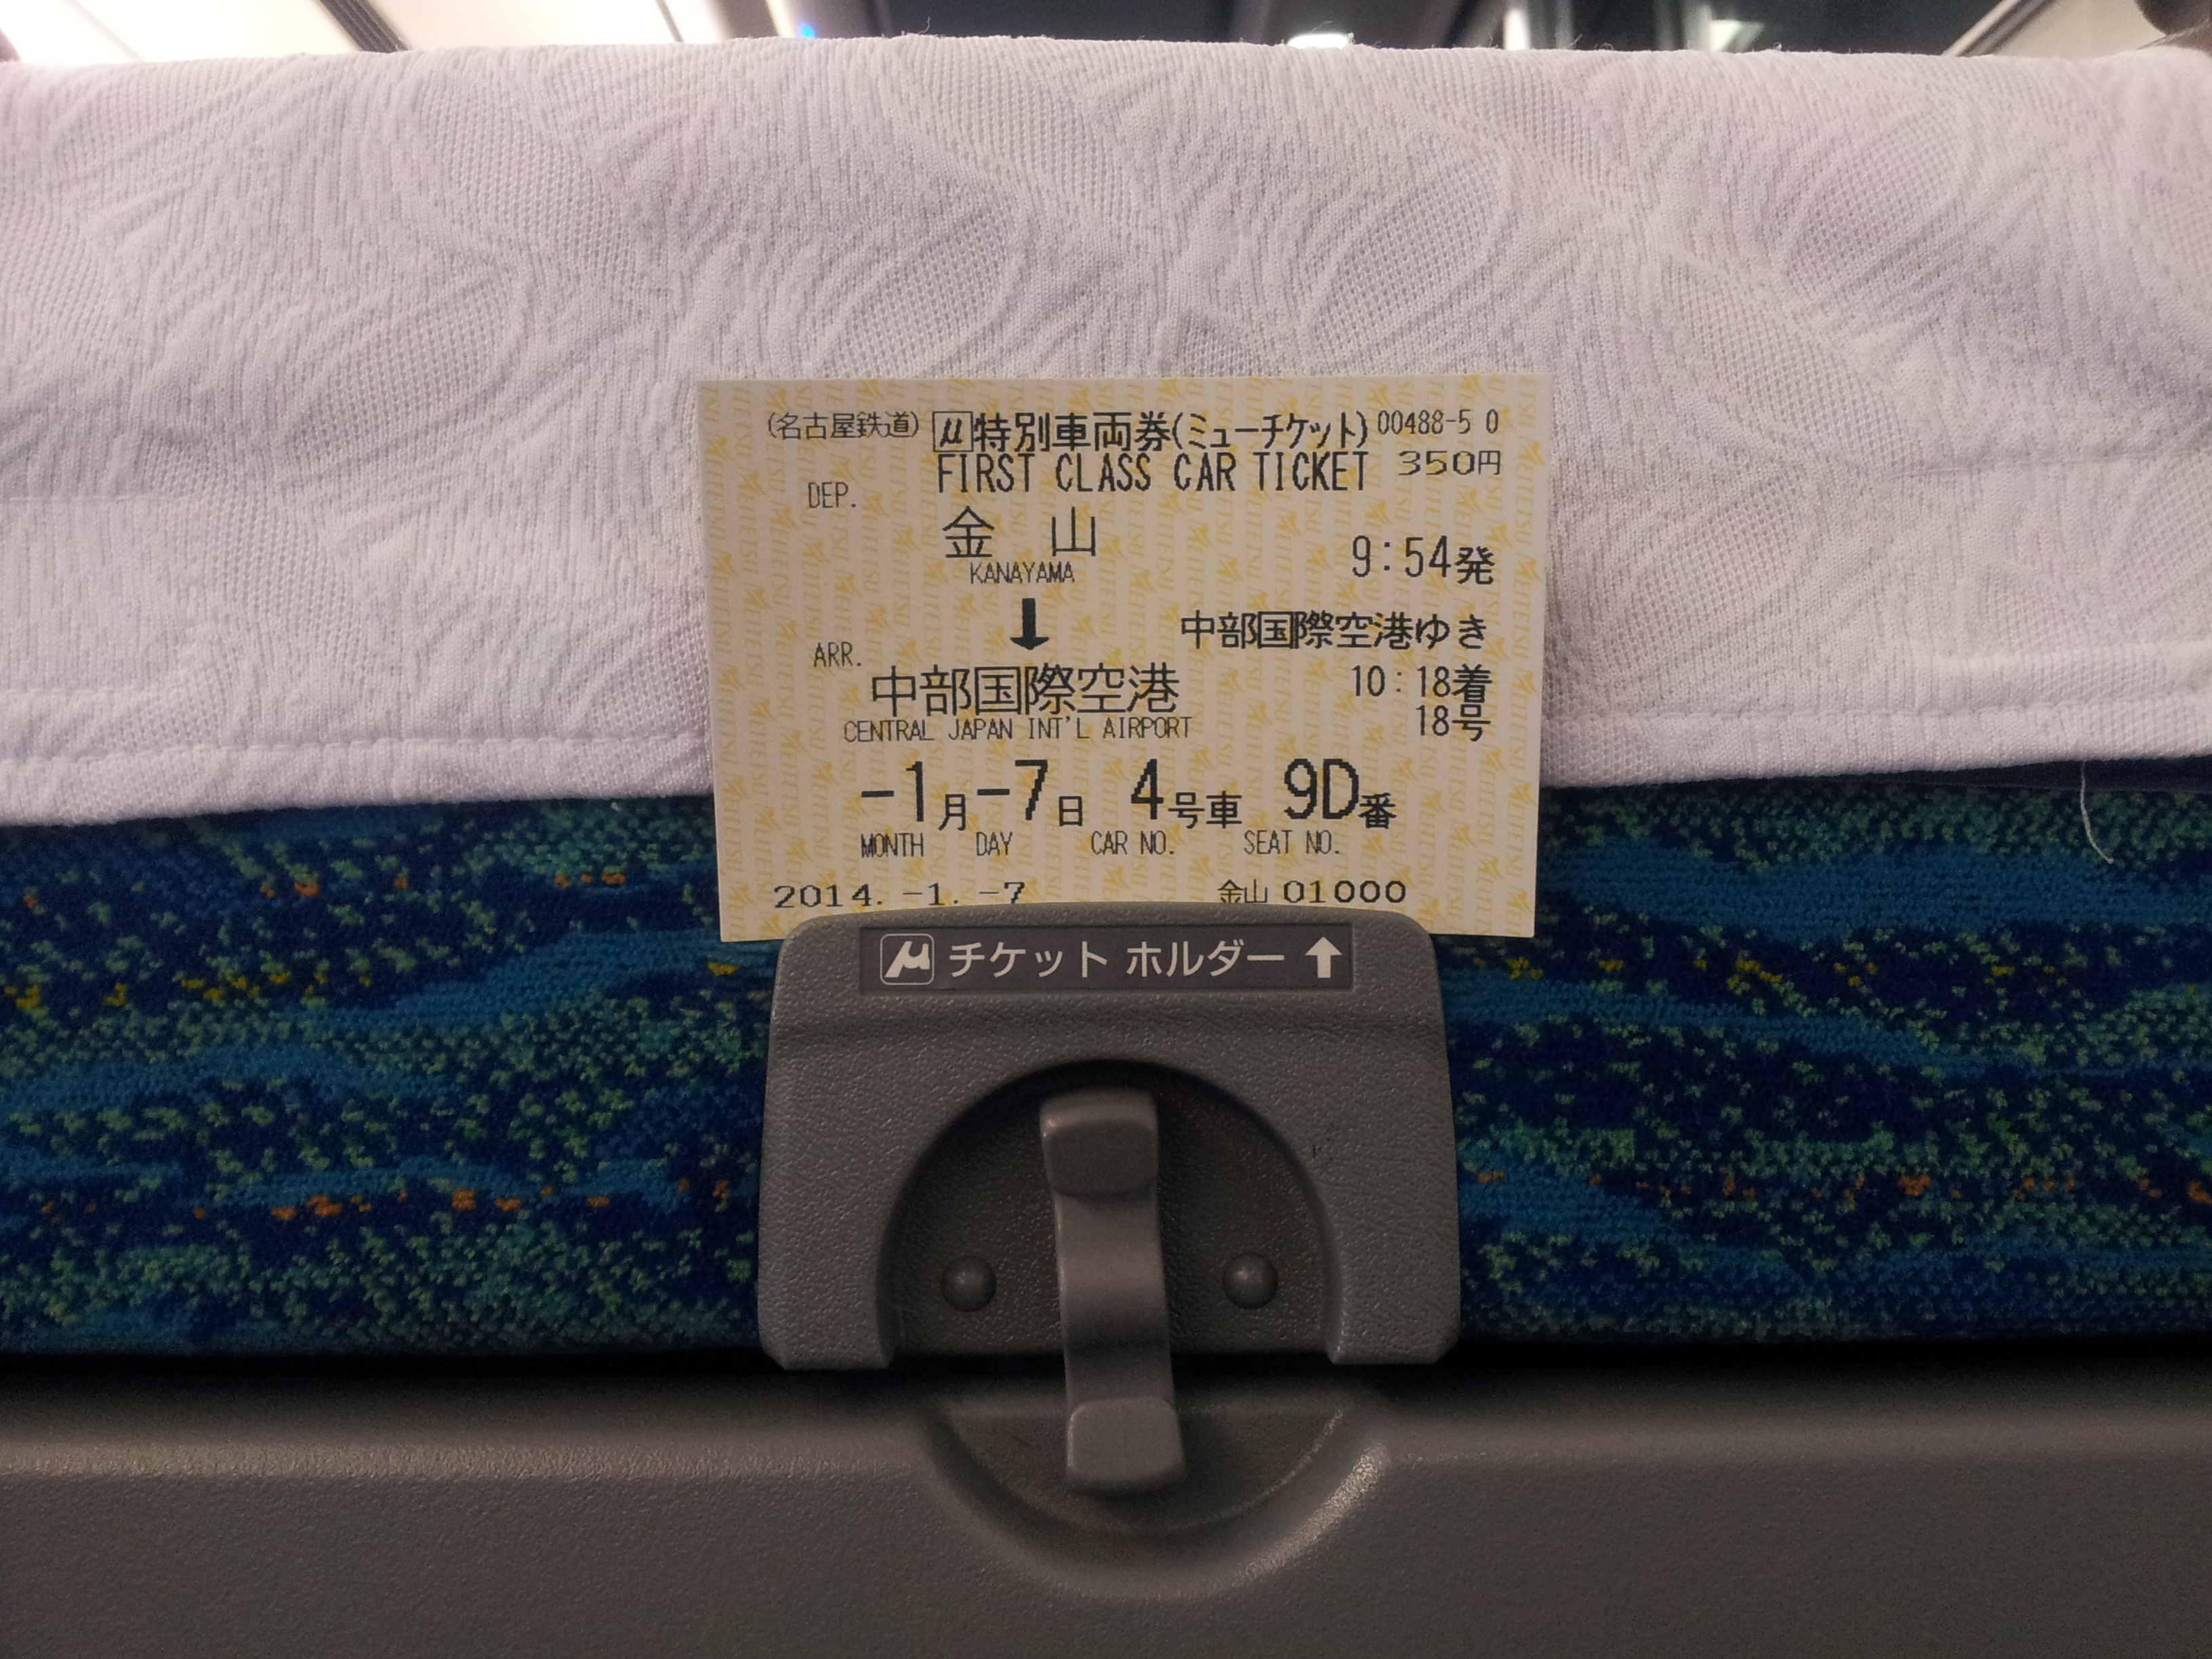 (名古屋鉄道) μ特別車両券(ミューチケット) 00488-5 0
FIRST CLASS CAR TICKET 350円
DEP.
金 山
KANAYAMA
9:54発
中部国際空港ゆき
ARR.
中部国際空港
10:18着
CENTRAL JAPAN INT'L AIRPORT
18号
-1月-7日 4号車 9D番
MONTH DAY CAR NO. SEAT NO.
2014. -1. -7 金山 01000
μ チケット ホルダー ↑